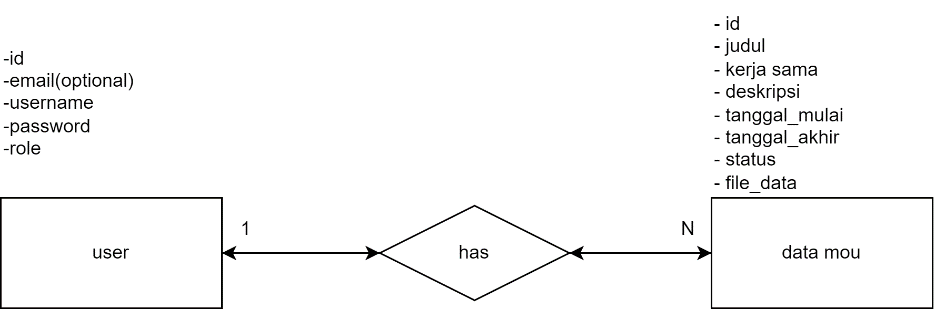 -id
-email(optional)
-username
-password
-role
- id
- judul
- kerja sama
- deskripsi
- tanggal_mulai
- tanggal_akhir
- status
- file_data
user
1
has
N
data mou